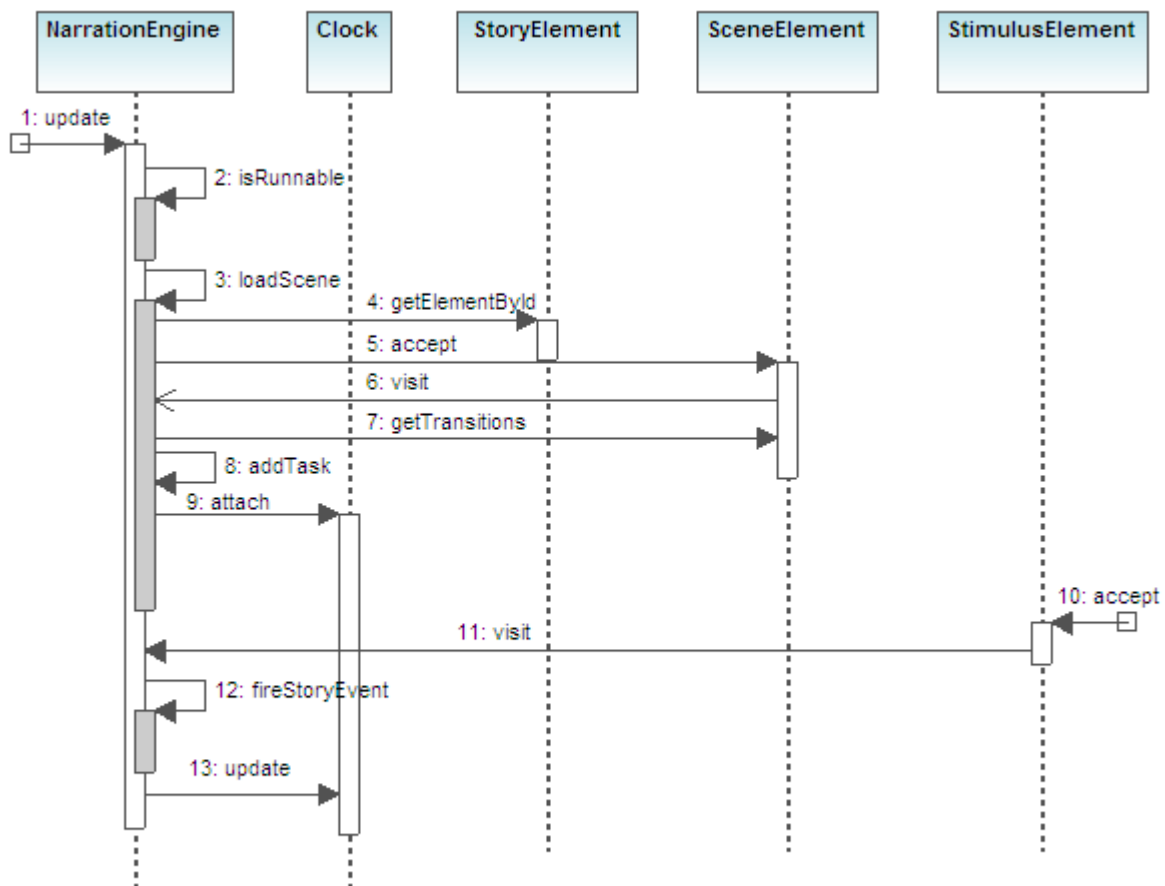 NarrationEngine
Clock
StoryElement
SceneElement
StimulusElement
1: update
2: isRunnable
3: loadScene
4: getElementById
5: accept
6: visit
7: getTransitions
8: addTask
9: attach
10: accept
11: visit
12: fireStoryEvent
13: update